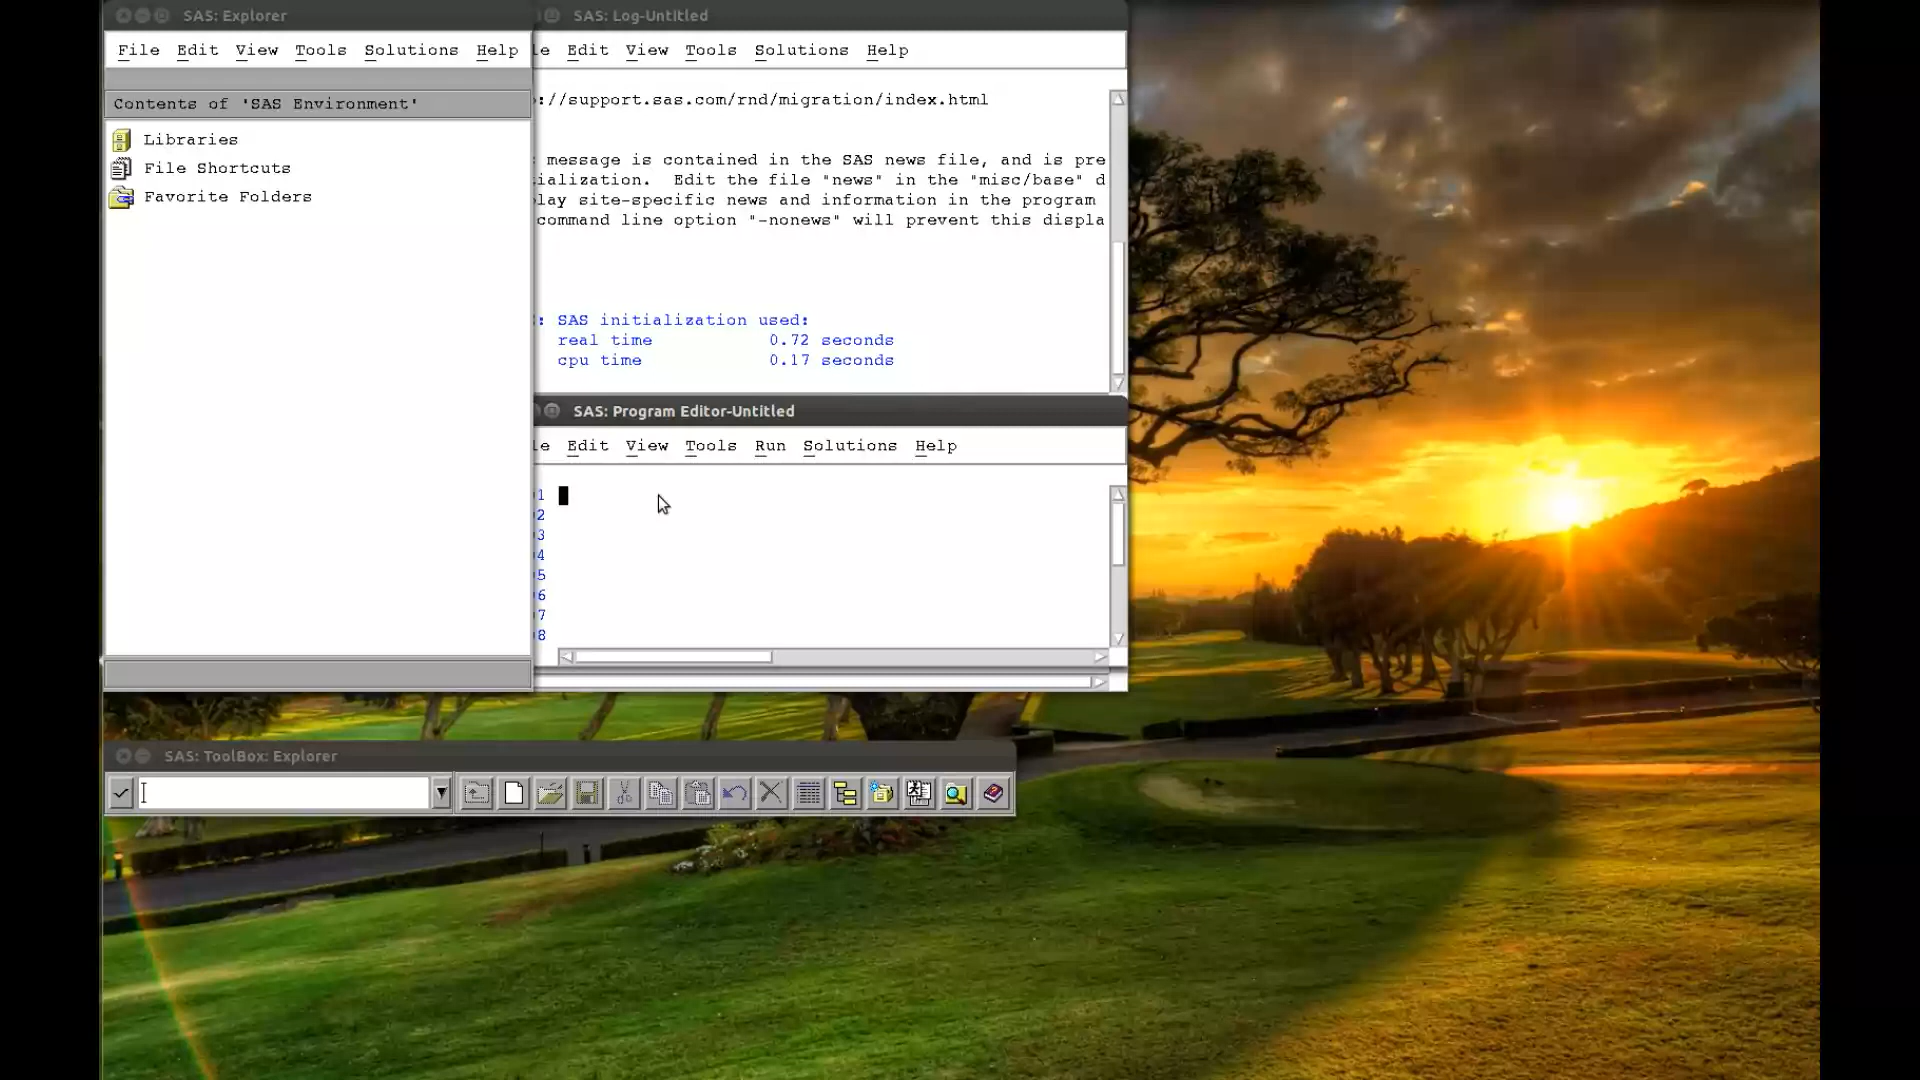 SAS: Explorer
File Edit View Tools Solutions Help
Contents of 'SAS Environment'
Libraries
File Shortcuts
Favorite Folders
SAS: Log-Untitled
le Edit View Tools Solutions Help
://support.sas.com/rnd/migration/index.html
message is contained in the SAS news file, and is pre
ialization. Edit the file "news" in the "misc/base" d
lay site-specific news and information in the program
command line option "-nonews" will prevent this displa
: SAS initialization used:
real time 0.72 seconds
cpu time 0.17 seconds
SAS: Program Editor-Untitled
le Edit View Tools Run Solutions Help
1
2
3
4
5
6
7
8
SAS: ToolBox: Explorer